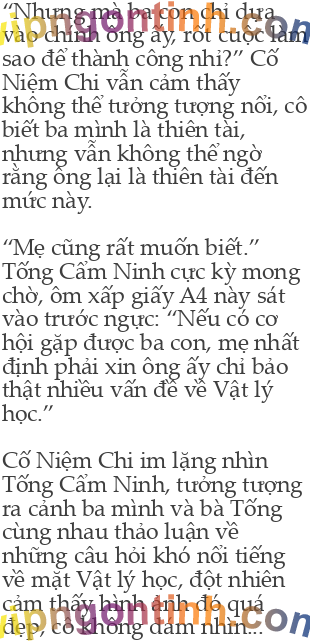 “Nhưng mà ba con chỉ dựa
vào chính ông ấy, rốt cuộc làm
sao để thành công nhỉ?” Cố
Niệm Chi vẫn cảm thấy
không thể tưởng tượng nổi, cô
biết ba mình là thiên tài,
nhưng vẫn không thể ngờ
rằng ông lại là thiên tài đến
mức này.
“Mẹ cũng rất muốn biết.”
Tống Cẩm Ninh cực kỳ mong
chờ, ôm xấp giấy A4 này sát
vào trước ngực: “Nếu có cơ
hội gặp được ba con, mẹ nhất
định phải xin ông ấy chỉ bảo
thật nhiều vấn đề về Vật lý
học.”
Cố Niệm Chi im lặng nhìn
Tống Cẩm Ninh, tưởng tượng
ra cảnh ba mình và bà Tống
cùng nhau thảo luận về
những câu hỏi khó nổi tiếng
về mặt Vật lý học, đột nhiên
cảm thấy hình ảnh đó quá
đẹp, cô không dám nhìn...